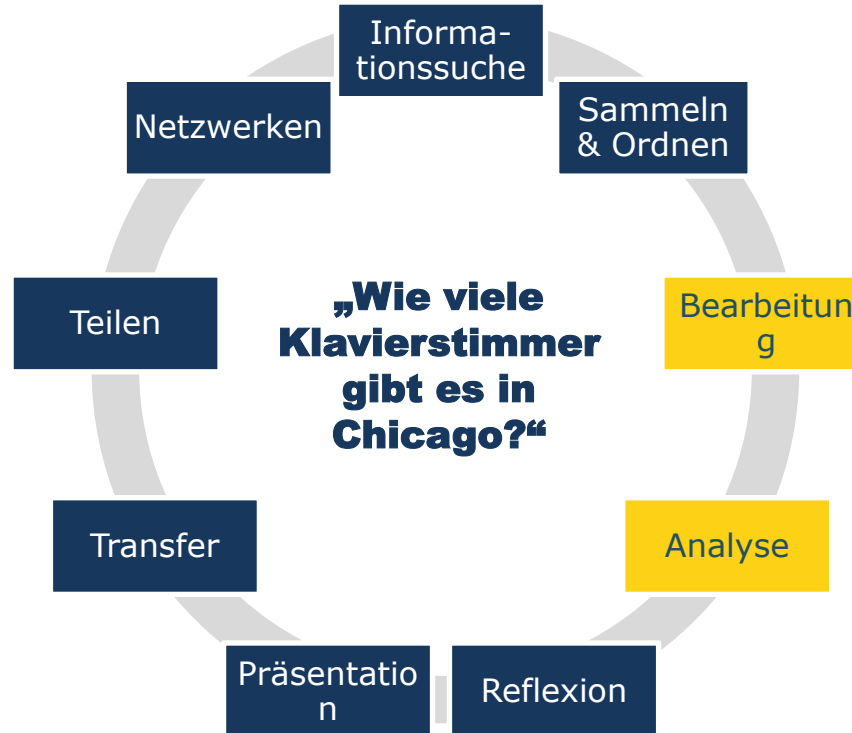 Informa-
tionssuche
Sammeln
& Ordnen
Bearbeitun
g
Analyse
Reflexion
Präsentatio
n
Transfer
Teilen
Netzwerken
„Wie viele
Klavierstimmer
gibt es in
Chicago?“